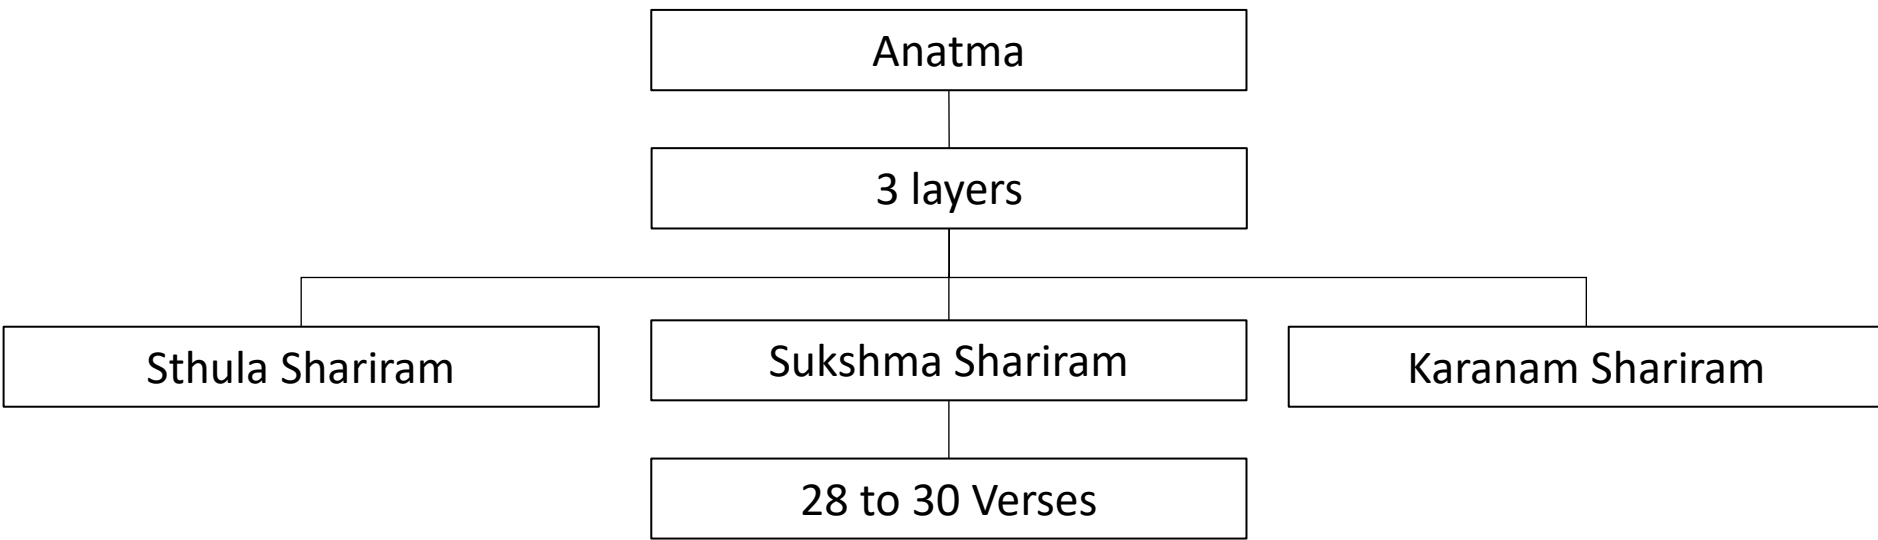 Anatma
3 layers
Sthula Shariram
Sukshma Shariram
Karanam Shariram
28 to 30 Verses